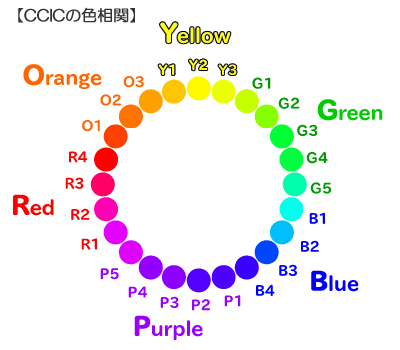 【CCICの色相関】
Yellow
Y1 Y2 Y3
Orange
O3
O2
O1
G1
G2
Green
G3
G4
G5
R4
R3
Red
R2
R1
B1
B2
B3
Blue
B4
P5
P4
P3
P2
P1
Purple